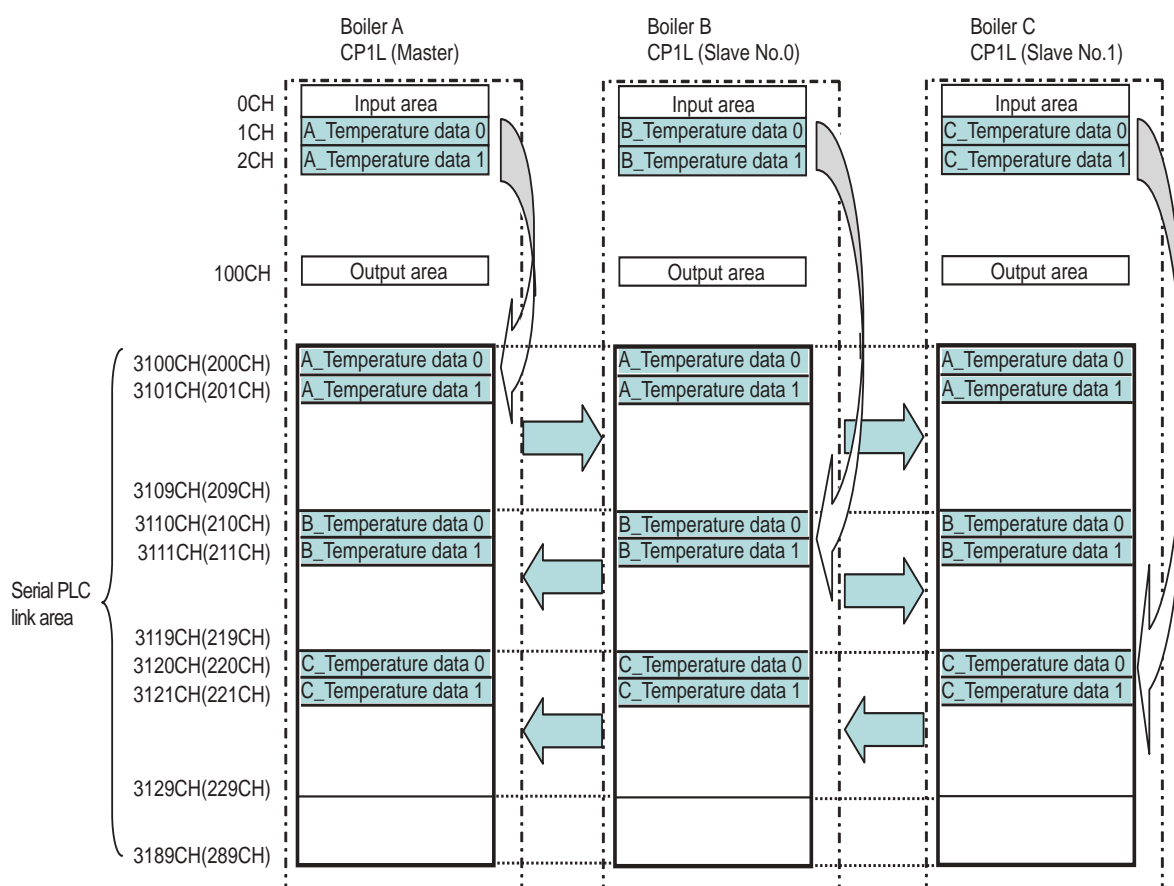 Boiler A
CP1L (Master)
Boiler B
CP1L (Slave No.0)
Boiler C
CP1L (Slave No.1)
0CH
Input area
Input area
Input area
1CH
A_Temperature data 0
B_Temperature data 0
C_Temperature data 0
2CH
A_Temperature data 1
B_Temperature data 1
C_Temperature data 1
100CH
Output area
Output area
Output area
3100CH(200CH)
A_Temperature data 0
A_Temperature data 0
A_Temperature data 0
3101CH(201CH)
A_Temperature data 1
A_Temperature data 1
A_Temperature data 1
3109CH(209CH)
3110CH(210CH)
B_Temperature data 0
B_Temperature data 0
B_Temperature data 0
3111CH(211CH)
B_Temperature data 1
B_Temperature data 1
B_Temperature data 1
Serial PLC
link area
3119CH(219CH)
3120CH(220CH)
C_Temperature data 0
C_Temperature data 0
C_Temperature data 0
3121CH(221CH)
C_Temperature data 1
C_Temperature data 1
C_Temperature data 1
3129CH(229CH)
3189CH(289CH)